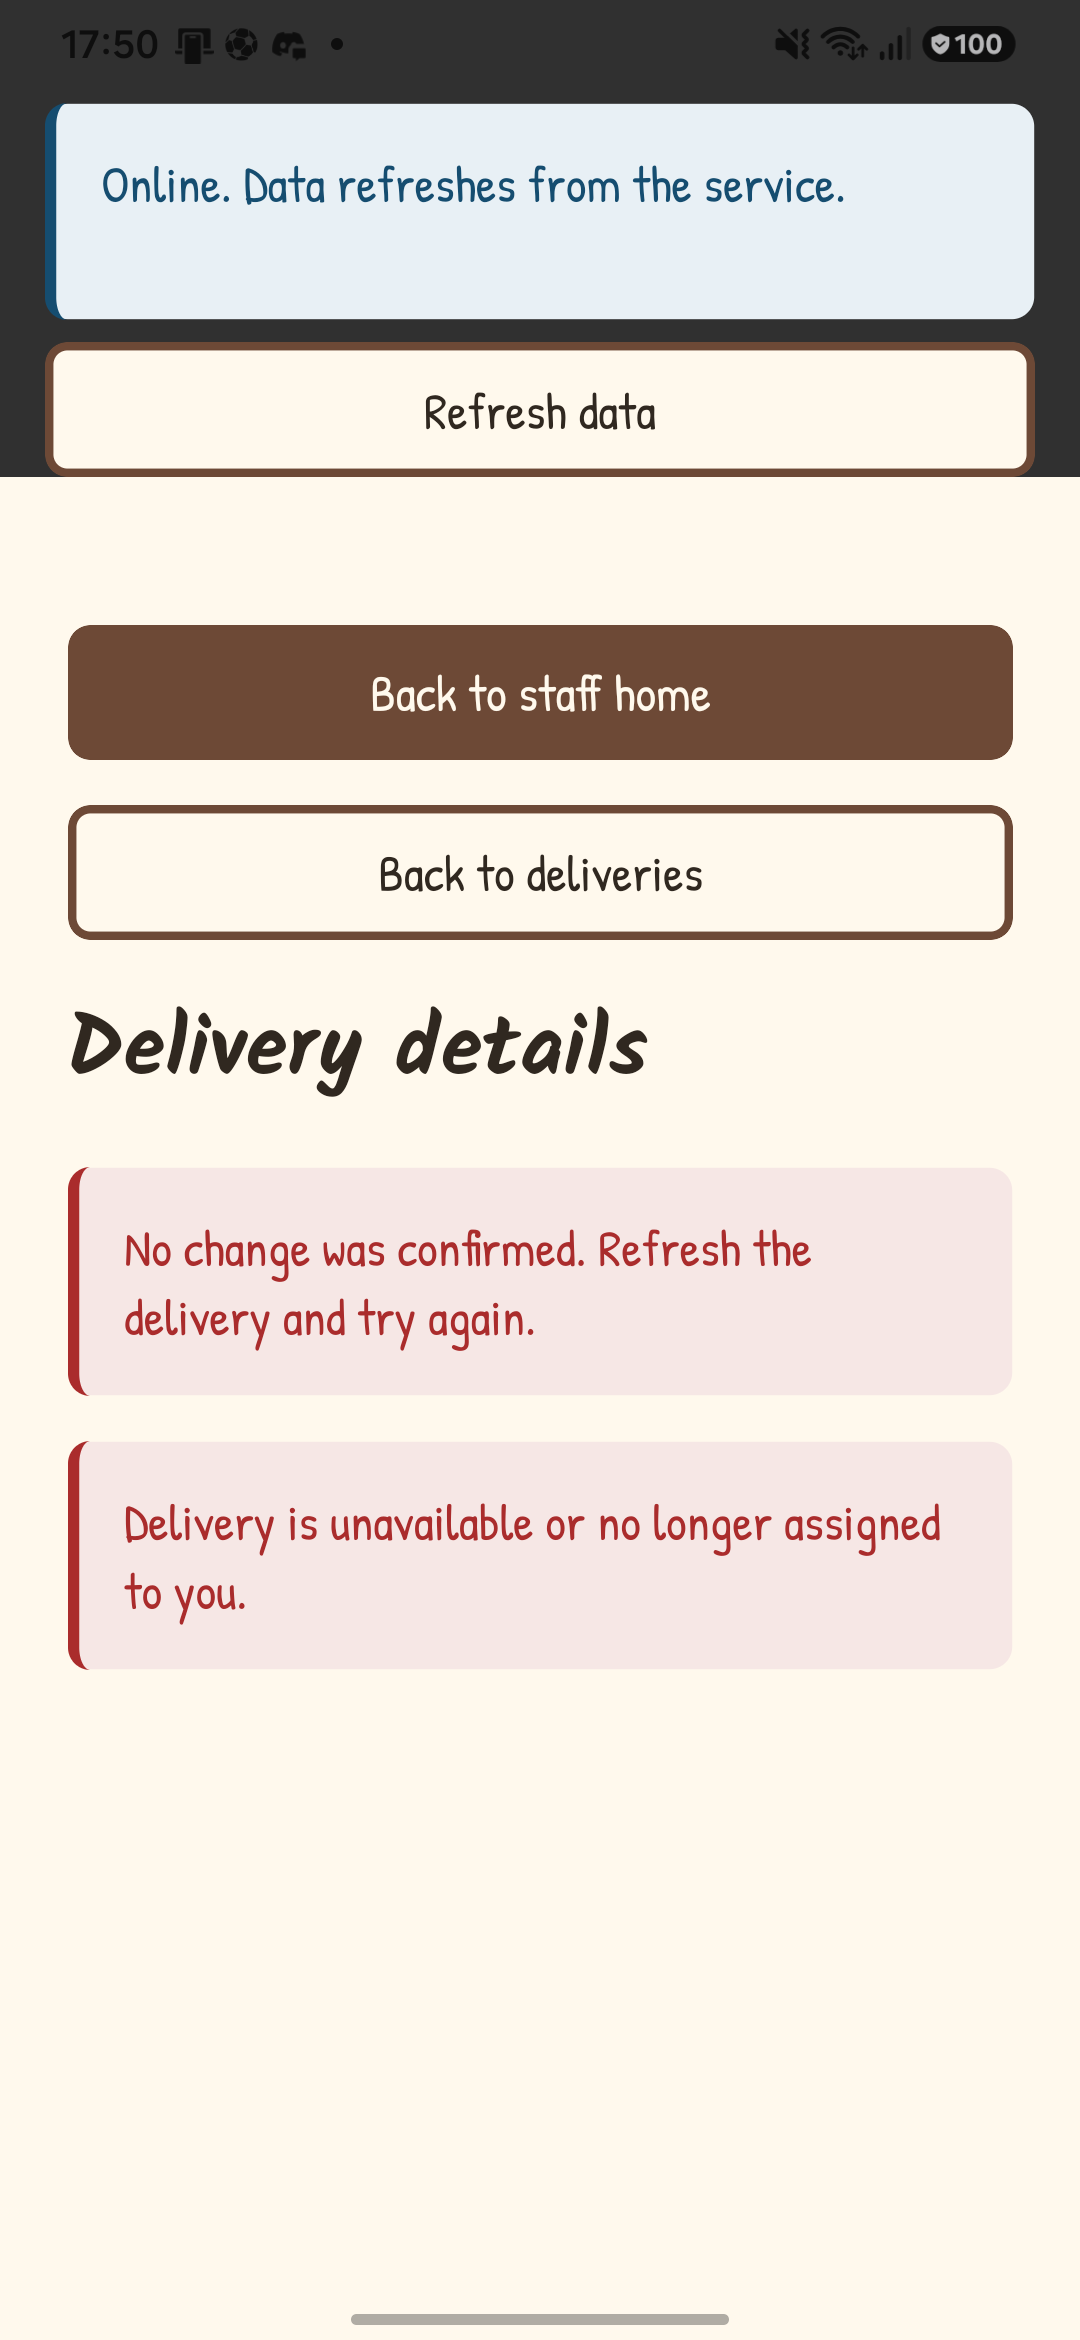 17:50
100
Online. Data refreshes from the service.
Refresh data
Back to staff home
Back to deliveries
Delivery details
No change was confirmed. Refresh the
delivery and try again.
Delivery is unavailable or no longer assigned
to you.